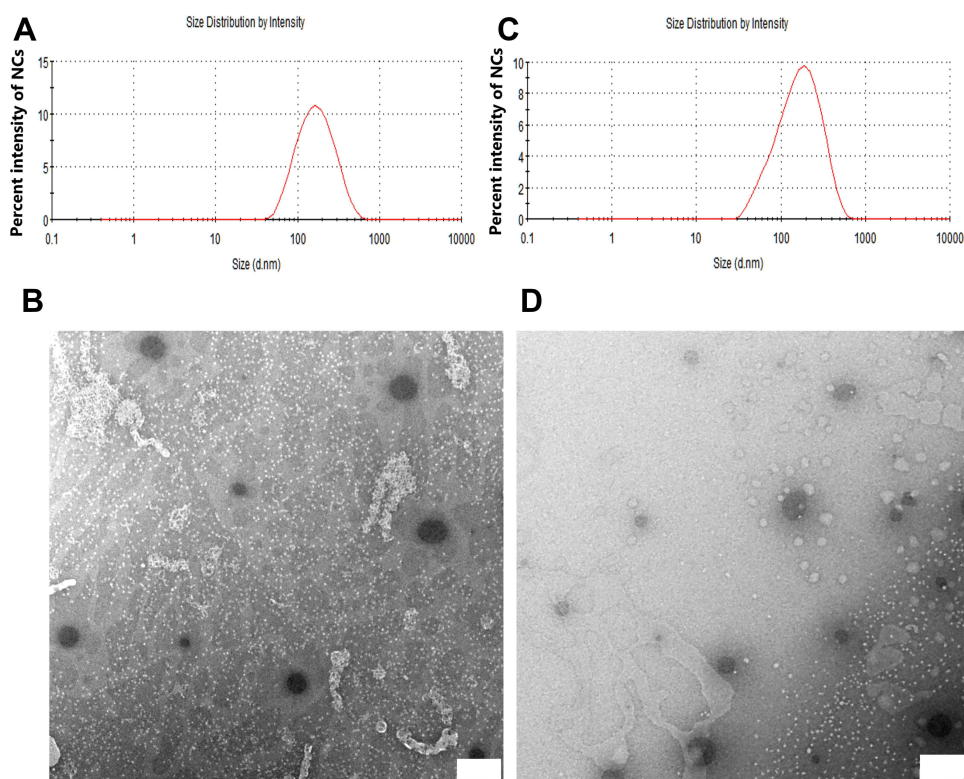 A
Size Distribution by Intensity
Percent intensity of NCs
15
10
5
0
0.1 1 10 100 1000 10000
Size (d.nm)
C
Size Distribution by Intensity
Percent intensity of NCs
10
8
6
4
2
0
0.1 1 10 100 1000 10000
Size (d.nm)
B
D